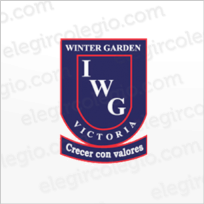 elegircolegio.com
WINTER GARDEN
I
W
G
VICTORIA
Crecer con valores